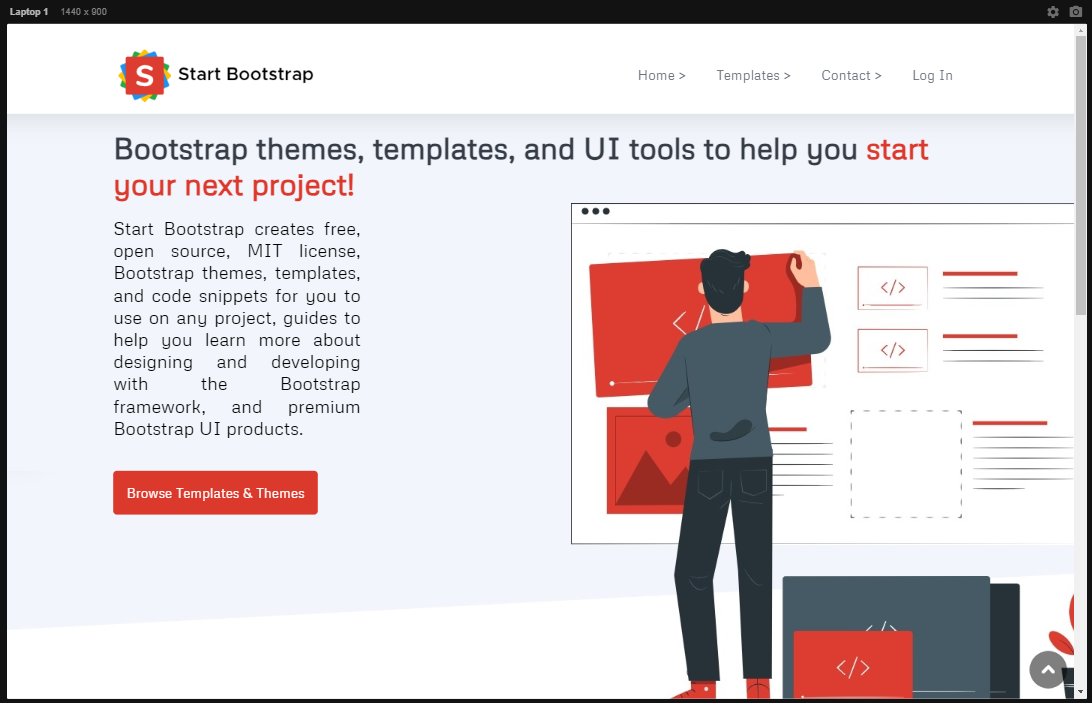 Laptop 1 1440 x 900
S Start Bootstrap
Home > Templates > Contact > Log In
Bootstrap themes, templates, and UI tools to help you start
your next project!
Start Bootstrap creates free,
open source, MIT license,
Bootstrap themes, templates,
and code snippets for you to
use on any project, guides to
help you learn more about
designing and developing
with the Bootstrap
framework, and premium
Bootstrap UI products.
Browse Templates & Themes
</>
</>
</>
</>